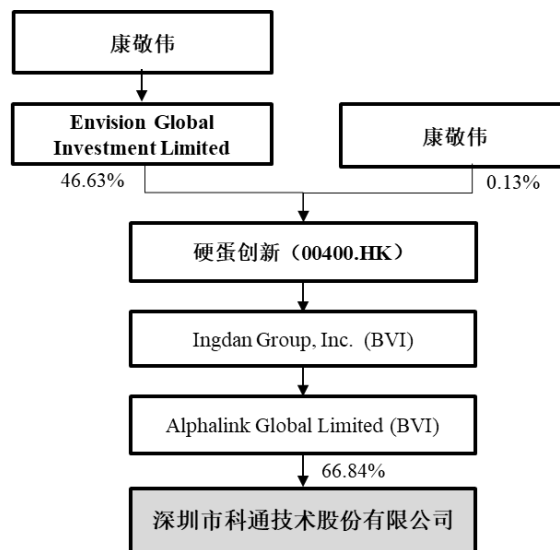 康敬伟
Envision Global
Investment Limited
康敬伟
46.63%
0.13%
硬蛋创新（00400.HK）
Ingdan Group, Inc. (BVI)
Alphalink Global Limited (BVI)
66.84%
深圳市科通技术股份有限公司